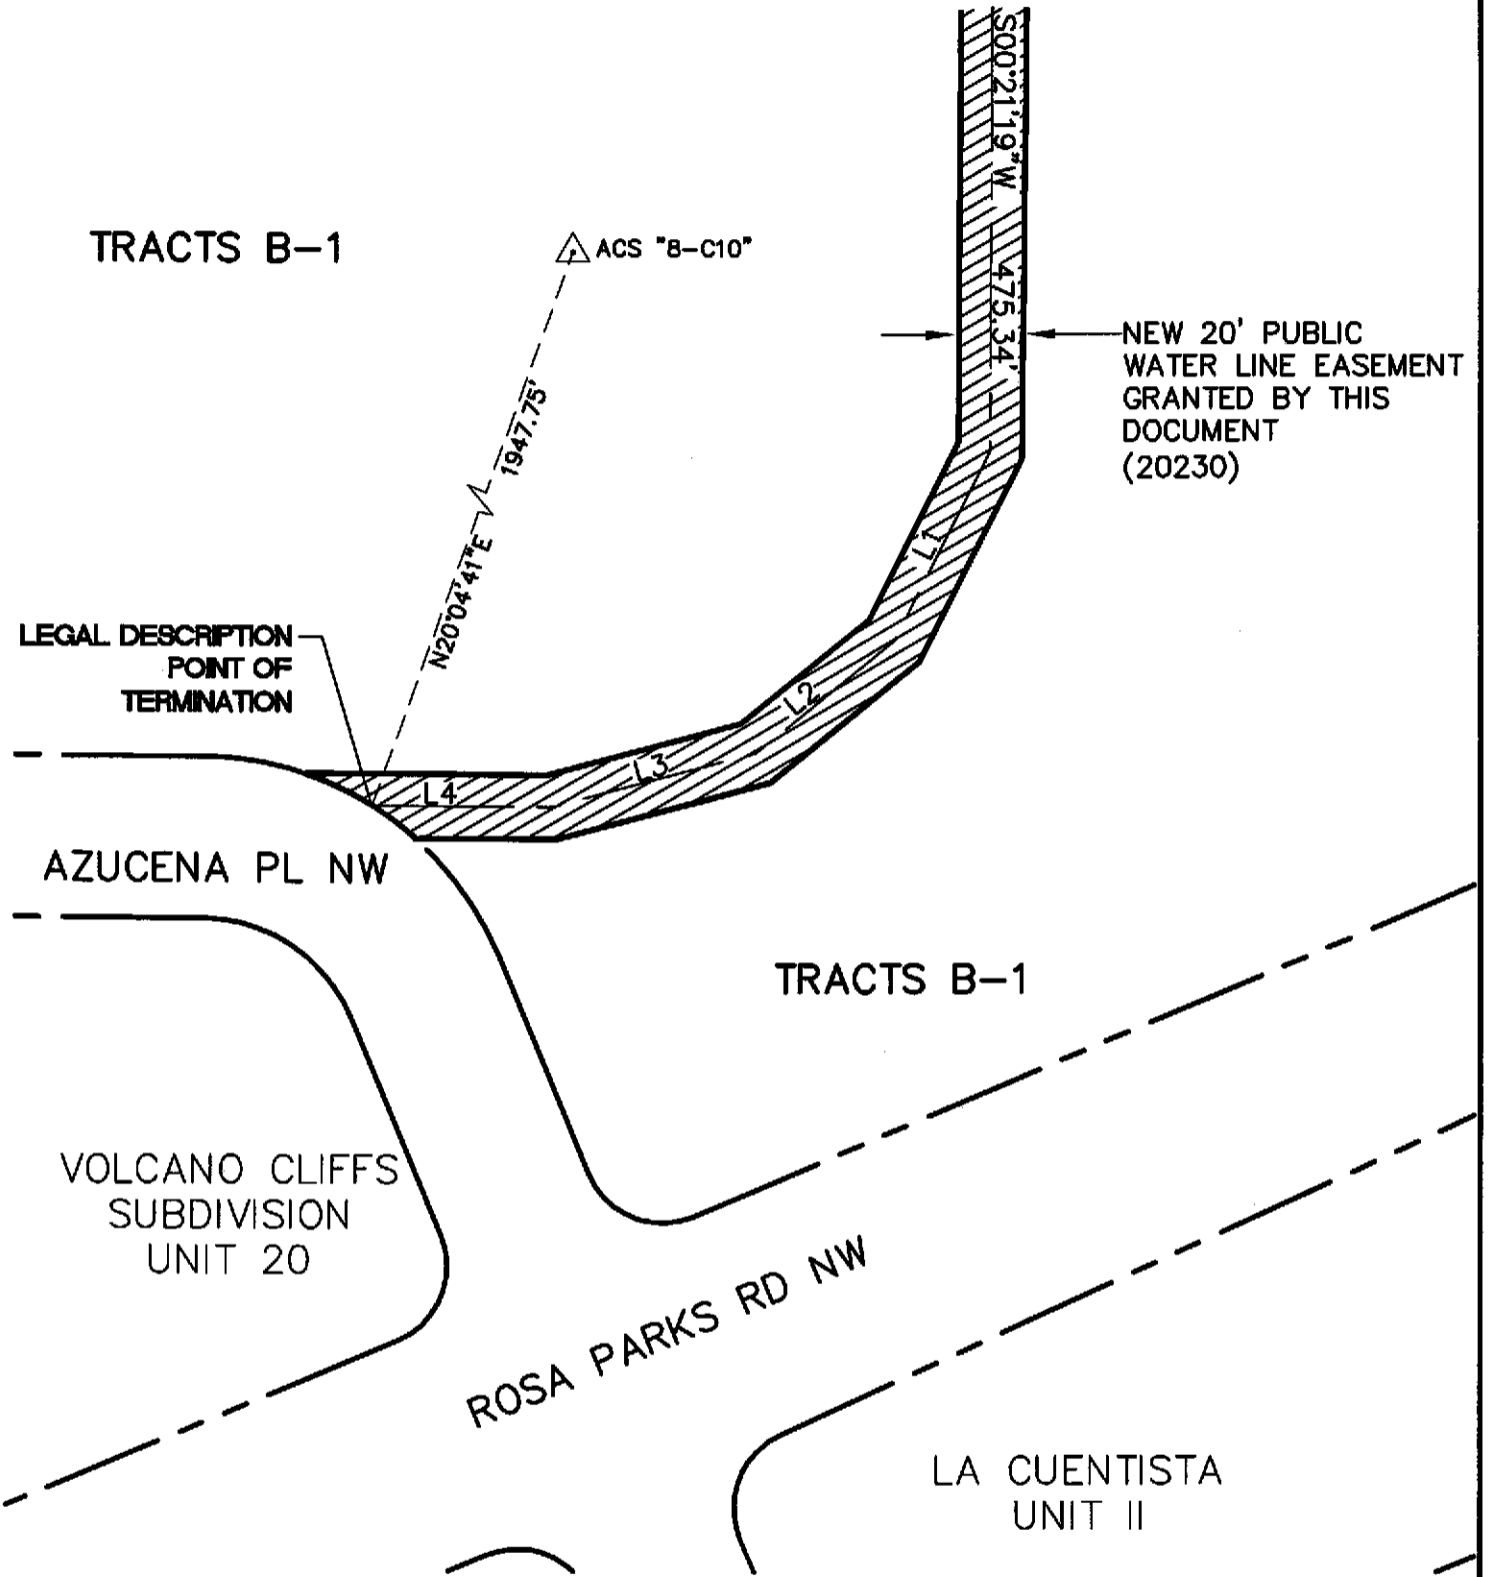 S00°21'19"W 475.34'
TRACTS B-1
ACS "8-C10"
NEW 20' PUBLIC
WATER LINE EASEMENT
GRANTED BY THIS
DOCUMENT
(20230)
N20°04'41"E 1947.75'
L1
LEGAL DESCRIPTION
POINT OF
TERMINATION
L2
L3
L4
AZUCENA PL NW
TRACTS B-1
VOLCANO CLIFFS
SUBDIVISION
UNIT 20
ROSA PARKS RD NW
LA CUENTISTA
UNIT II